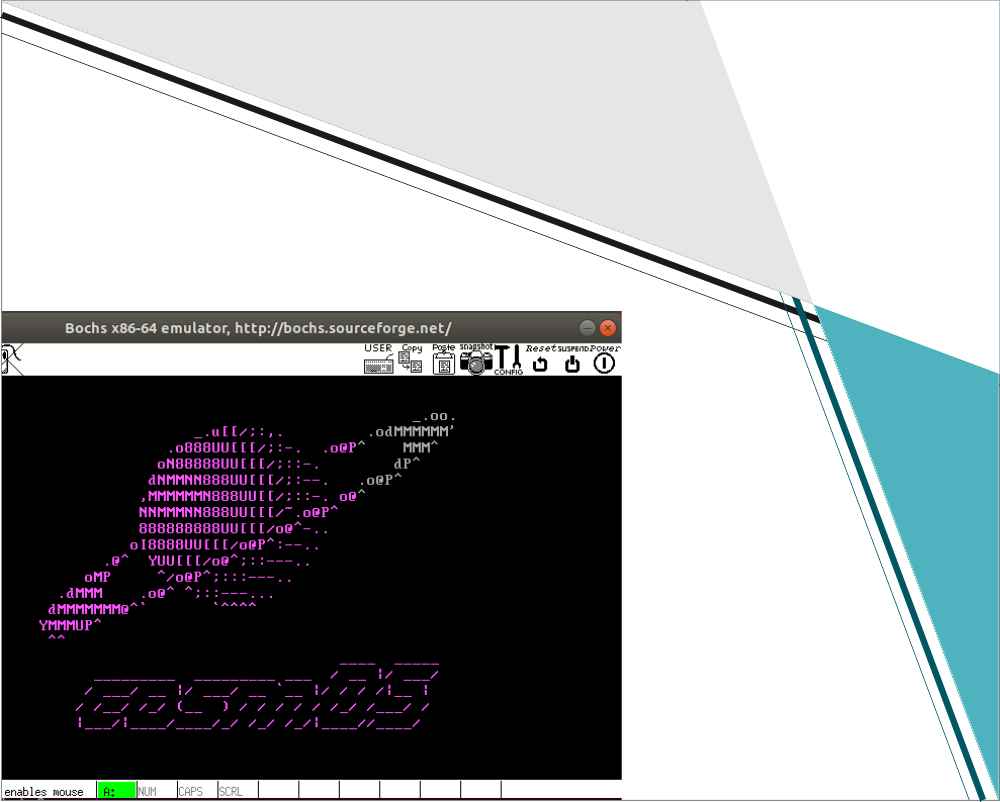 Bochs x86-64 emulator, http://bochs.sourceforge.net/
USER Copy Paste snapshot CONFIG Reset SUSPEND Power
_.oo.
_.u[[/;:,. .odMMMMMM'
.o888UU[[[/;:-. .o@P^ MMM^
oN88888UU[[[/;::-. dP^
dNMMNN888UU[[[/;:--. .o@P^
,MMMMMMN888UU[[/;::-. o@^
NNMMMNN888UU[[[/~.o@P^
888888888UU[[[/o@^-..
oI8888UU[[[/o@P^:--..
.@^ YUU[[[/o@^;::---..
oMP ^/o@P^;:::---..
.dMMM .o@^ ^;::---...
dMMMMMMM@^` `^^^^
YMMMUP^
^^
cosmOS
enables mouse A: NUM CAPS SCRL